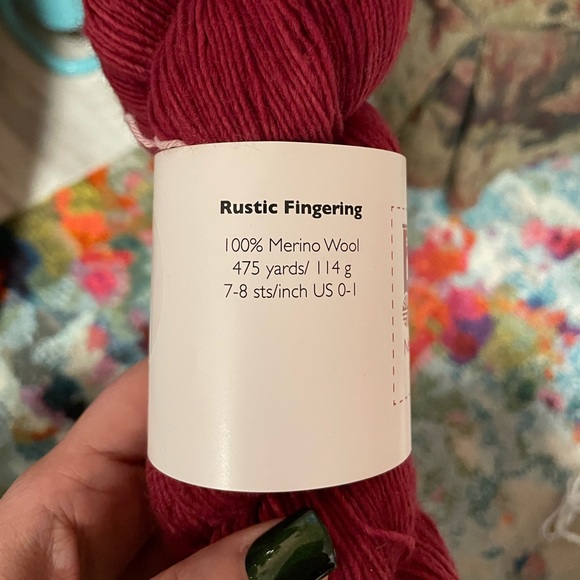 Rustic Fingering
100% Merino Wool
475 yards/ 114 g
7-8 sts/inch US 0-1